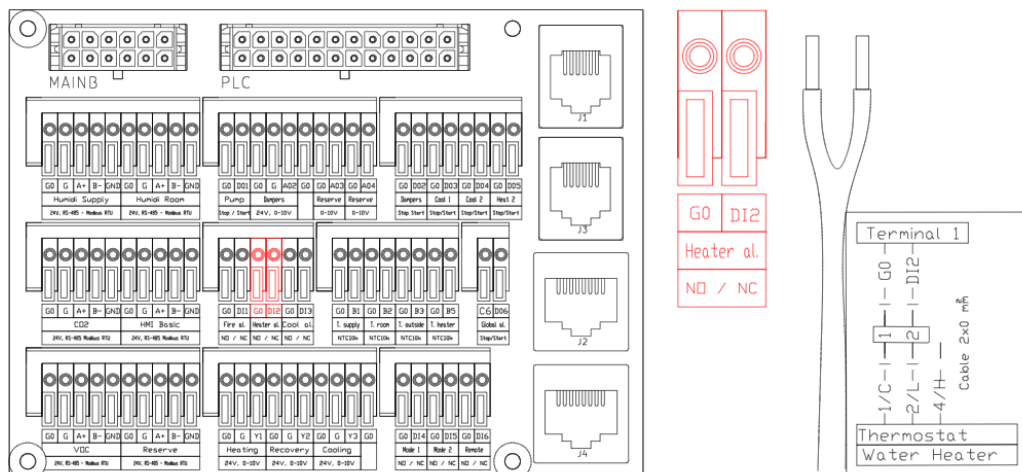 MAINB PLC
J1
G0 G A+ B- GND G0 G A+ B- GND G0 DO1 G0 G AO2 G0 G0 AO3 G0 AO4 G0 DO2 G0 DO3 G0 DO4 G0 DO5
Humidi Supply Humidi Room Pump Dampers Reserve Reserve Dampers Cool 1 Cool 2 Heat 2
24V, RS-485 - Modbus RTU 24V, RS-485 - Modbus RTU Stop / Start 24V, 0-10V 0-10V 0-10V Stop Start Stop/Start Stop/Start Stop/Start
J3
G0 G A+ B- GND G0 G A+ B- GND G0 DI1 G0 DI2 G0 DI3 G0 B1 G0 B2 G0 B3 G0 B5 C6 DO6
CO2 HMI Basic Fire al. Heater al. Cool al. T. supply T. room T. outside T. heater Global al.
24V, RS-485 Modbus RTU 24V, RS-485 Modbus RTU NO / NC NO / NC NO / NC NTC10k NTC10k NTC10k NTC10k Stop/Start
J2
G0 G A+ B- GND G0 G A+ B- GND G0 G Y1 G0 G Y2 G0 G Y3 G0 G0 DI4 G0 DI5 G0 DI6
VOC Reserve Heating Recovery Cooling Mode 1 Mode 2 Remote
24V, RS-485 - Modbus RTU 24V, RS-485 - Modbus RTU 24V, 0-10V 24V, 0-10V 24V, 0-10V NO / NC NO / NC NO / NC
J4
G0 DI2
Heater al.
NO / NC
Terminal 1
1/C 1 1 1 G0
2/L 1 2 1 DI2
4/H
Cable 2x0 mm²
Thermostat
Water Heater